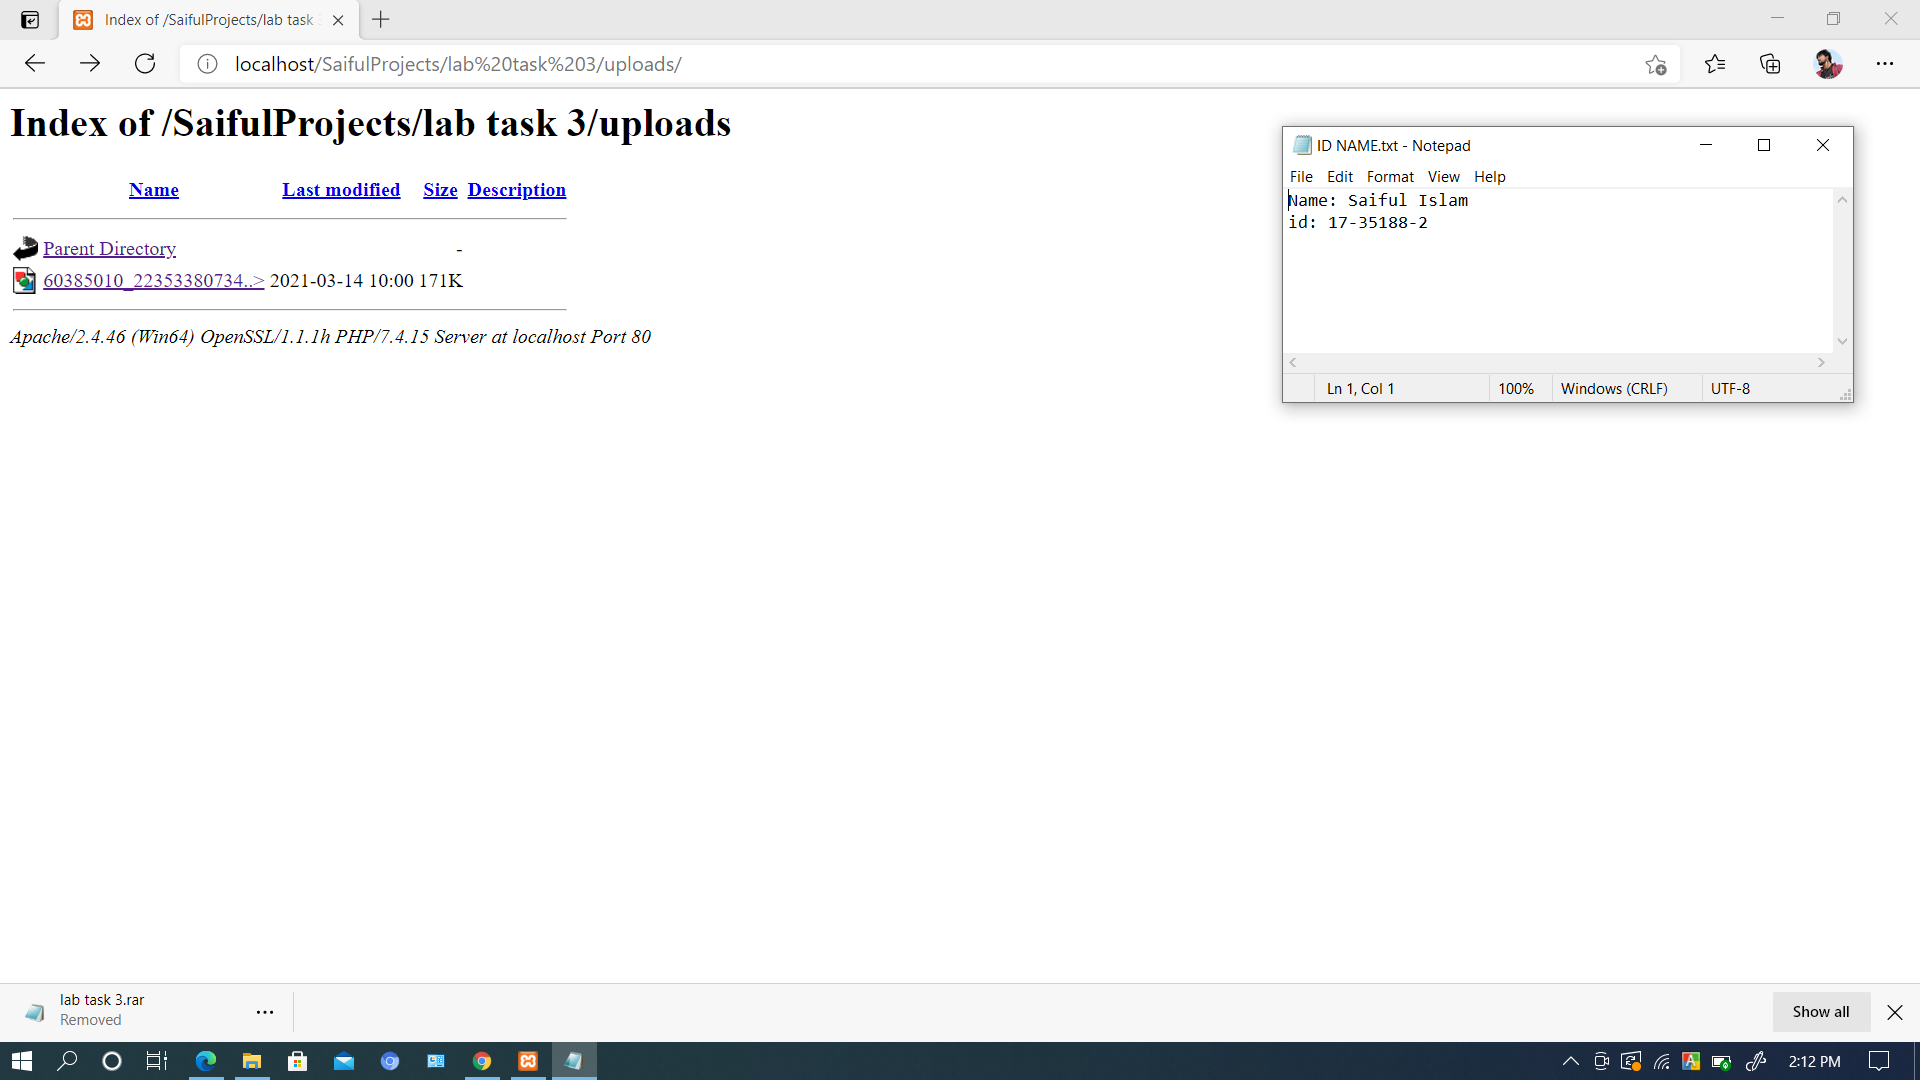 Index of /SaifulProjects/lab task 3
localhost/SaifulProjects/lab%20task%203/uploads/
Index of /SaifulProjects/lab task 3/uploads
Name Last modified Size Description
Parent Directory -
60385010_22353380734..> 2021-03-14 10:00 171K
Apache/2.4.46 (Win64) OpenSSL/1.1.1h PHP/7.4.15 Server at localhost Port 80
ID NAME.txt - Notepad
File Edit Format View Help
Name: Saiful Islam
id: 17-35188-2
Ln 1, Col 1 100% Windows (CRLF) UTF-8
lab task 3.rar
Removed
Show all
2:12 PM